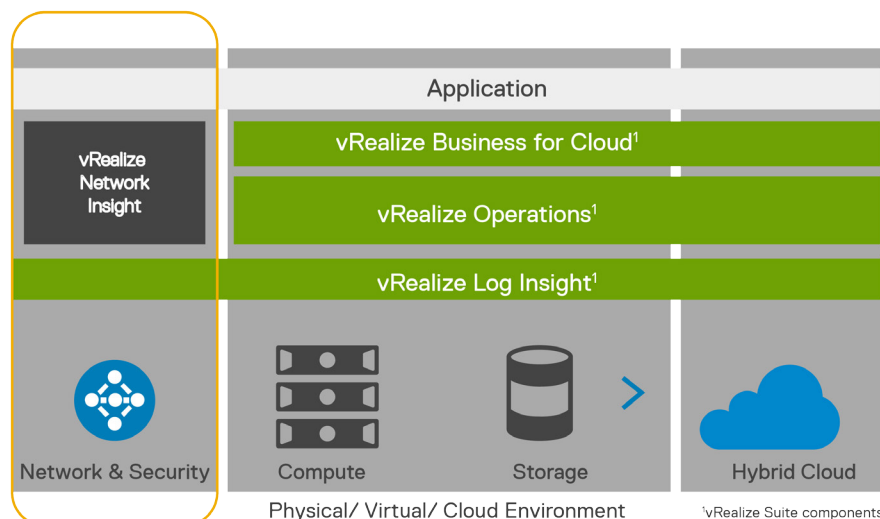 Application
vRealize Business for Cloud¹
vRealize
Network
Insight
vRealize Operations¹
vRealize Log Insight¹
Network & Security
Compute
Storage
Hybrid Cloud
Physical/ Virtual/ Cloud Environment
¹vRealize Suite components